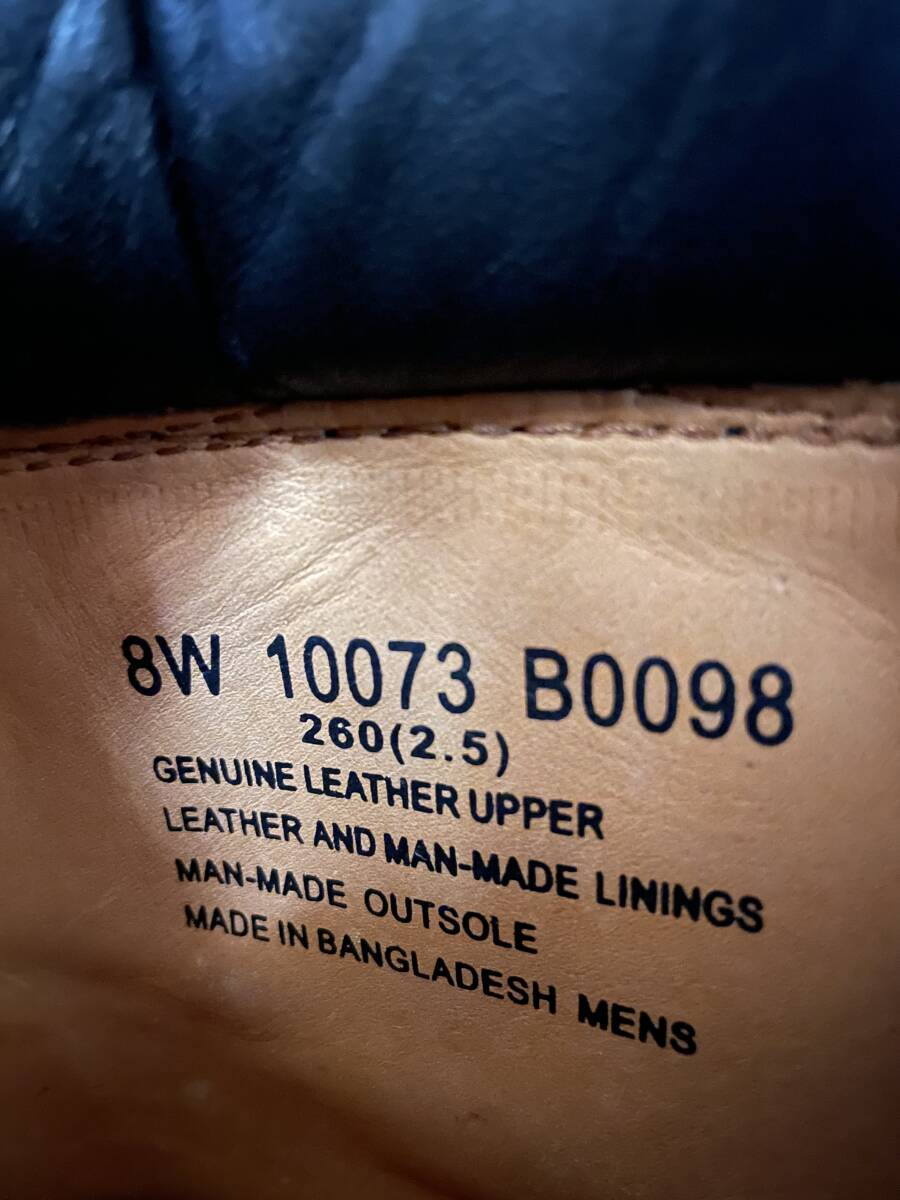 8W 10073 B0098
260(2.5)
GENUINE LEATHER UPPER
LEATHER AND MAN-MADE LININGS
MAN-MADE OUTSOLE
MADE IN BANGLADESH MENS